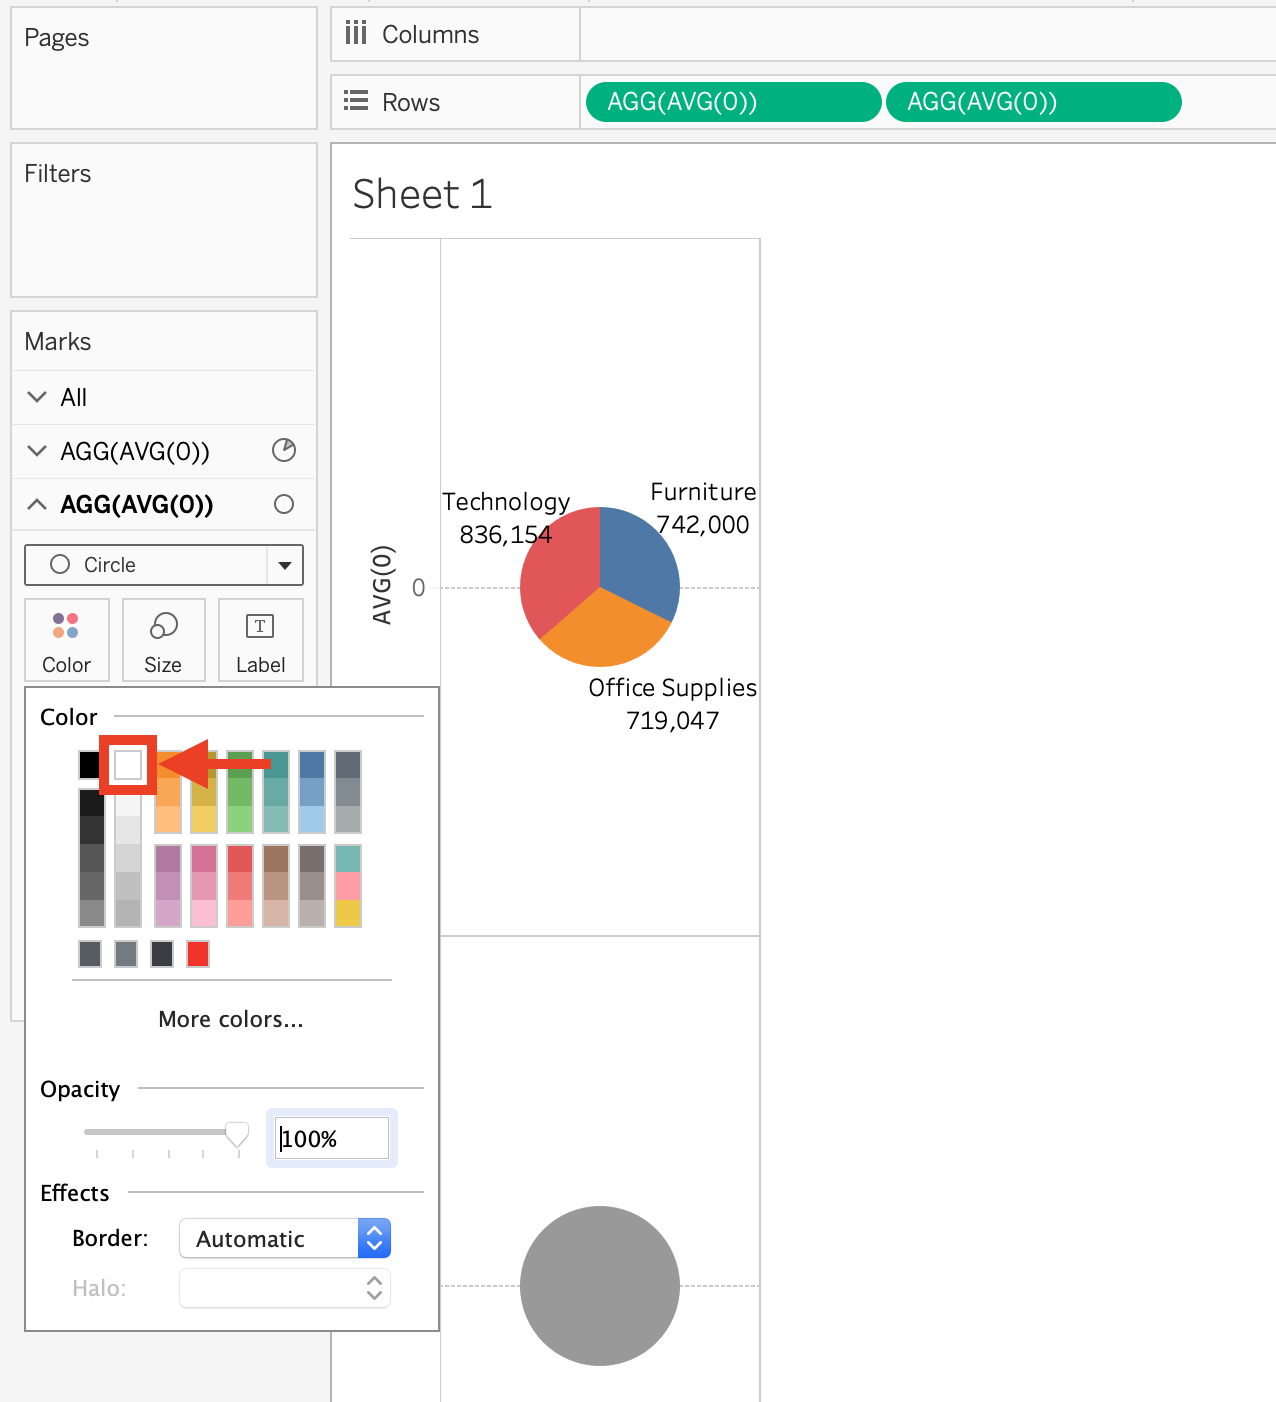 Pages
Columns
Rows
AGG(AVG(0))
AGG(AVG(0))
Filters
Sheet 1
Marks
All
AGG(AVG(0))
AGG(AVG(0))
Circle
Color
Size
T
Label
Technology
836,154
Furniture
742,000
AVG(0)
0
Office Supplies
719,047
Color
More colors...
Opacity
100%
Effects
Border:
Automatic
Halo: